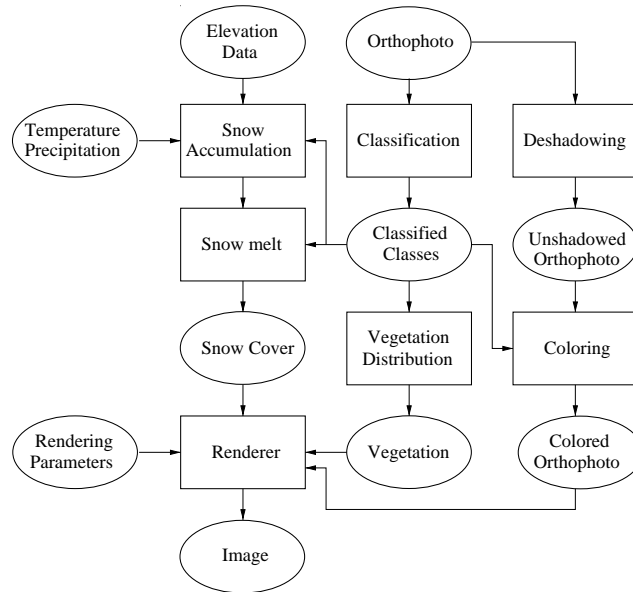 Elevation
Data
Orthophoto
Temperature
Precipitation
Snow
Accumulation
Classification
Deshadowing
Snow melt
Classified
Classes
Unshadowed
Orthophoto
Snow Cover
Vegetation
Distribution
Coloring
Rendering
Parameters
Renderer
Vegetation
Colored
Orthophoto
Image